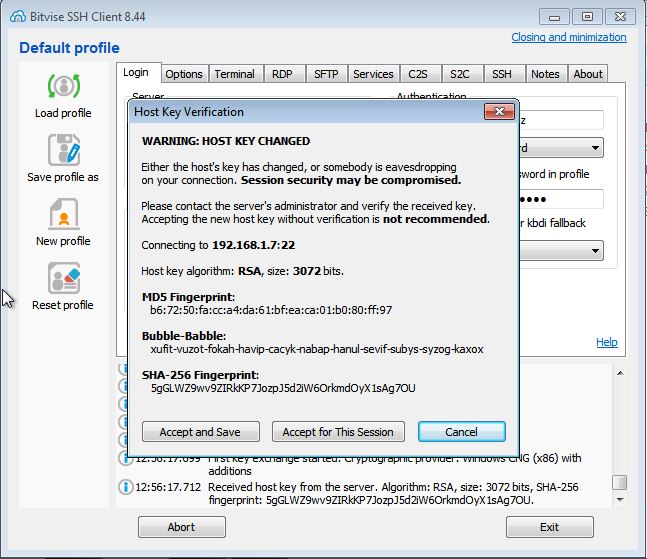 Bitvise SSH Client 8.44
Default profile
Closing and minimization
Load profile
Save profile as
New profile
Reset profile
Login Options Terminal RDP SFTP Services C2S S2C SSH Notes About
Server
Authentication
Host Key Verification
WARNING: HOST KEY CHANGED
Either the host's key has changed, or somebody is eavesdropping
on your connection. Session security may be compromised.
Please contact the server's administrator and verify the received key.
Accepting the new host key without verification is not recommended.
Connecting to 192.168.1.7:22
Host key algorithm: RSA, size: 3072 bits.
MD5 Fingerprint:
b6:72:50:fa:cc:a4:da:61:bf:ea:ca:01:b0:80:ff:97
Bubble-Babble:
xufit-vuzot-fokah-havip-cacyk-nabap-hanul-sevif-subys-syzog-kaxox
SHA-256 Fingerprint:
5gGLWZ9wv9ZIRkKP7JozpJ5d2iW6OrkmdOyX1sAg7OU
Accept and Save
Accept for This Session
Cancel
z
rd
ssword in profile
r kbdi fallback
Help
12:56:17.699 First key exchange started. Cryptographic provider: Windows CNG (x86) with
additions
12:56:17.712 Received host key from the server. Algorithm: RSA, size: 3072 bits, SHA-256
fingerprint: 5gGLWZ9wv9ZIRkKP7JozpJ5d2iW6OrkmdOyX1sAg7OU.
Abort
Exit